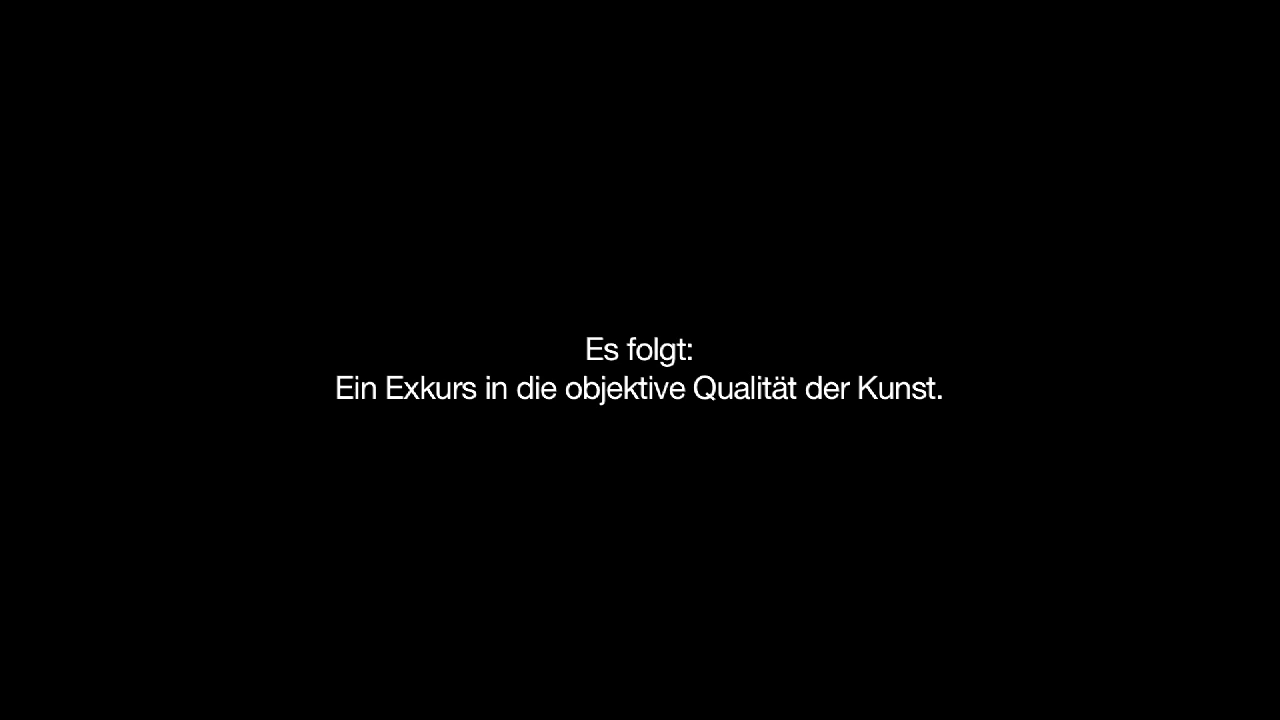 Es folgt:
Ein Exkurs in die objektive Qualität der Kunst.